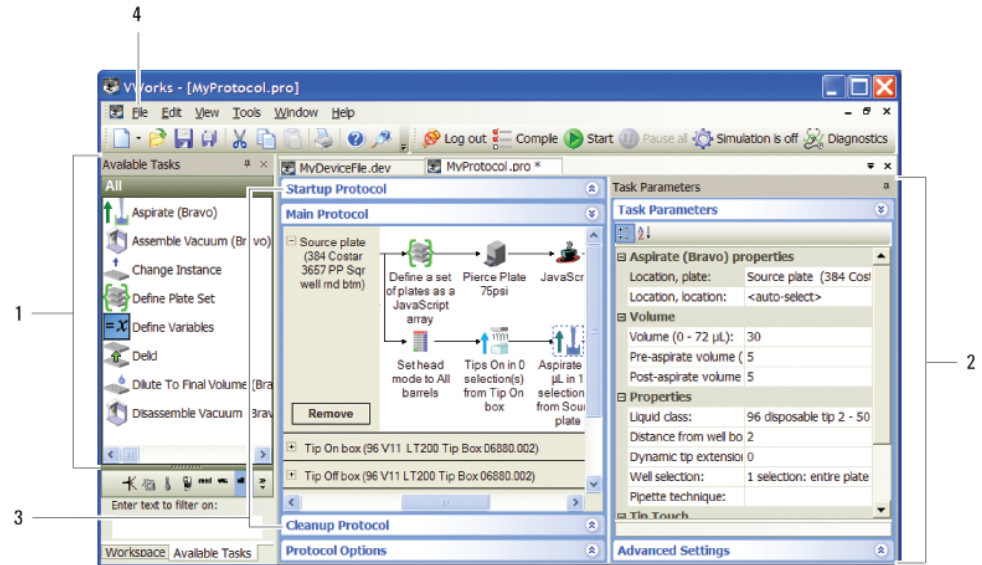 4
VWorks - [MyProtocol.pro]
File Edit View Tools Window Help
Log out Compile Start Pause all Simulation is off Diagnostics
Available Tasks
All
Aspirate (Bravo)
Assemble Vacuum (Bravo)
Change Instance
Define Plate Set
=x Define Variables
Delid
Dilute To Final Volume (Bra
Disassemble Vacuum Brav
Enter text to filter on:
Workspace Available Tasks
1
3
MyDeviceFile.dev MyProtocol.pro *
Startup Protocol
Main Protocol
Source plate
(384 Costar
3657 PP Sqr
well rnd btm)
Define a set
of plates as a
JavaScript
array
Pierce Plate
75psi
JavaScr
Set head
mode to All
barrels
Tips On in 0
selection(s)
from Tip On
box
Aspirate
µL in 1
selection
from Sour
plate
Remove
Tip On box (96 V11 LT200 Tip Box 06880.002)
Tip Off box (96 V11 LT200 Tip Box 06880.002)
Cleanup Protocol
Protocol Options
Task Parameters
Task Parameters
Aspirate (Bravo) properties
Location, plate: Source plate (384 Cost
Location, location: <auto-select>
Volume
Volume (0 - 72 µL): 30
Pre-aspirate volume ( 5
Post-aspirate volume 5
Properties
Liquid class: 96 disposable tip 2 - 50
Distance from well bo 2
Dynamic tip extension 0
Well selection: 1 selection: entire plate
Pipette technique:
Tip Touch
Advanced Settings
2